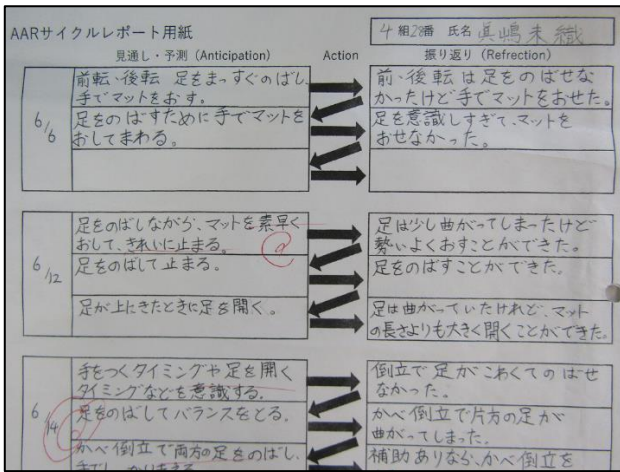 AARサイクルレポート用紙
4組28番 氏名 眞嶋未織
見通し・予測 (Anticipation)
Action
振り返り (Refrection)
6/6
前転・後転 足をまっすぐのばし、
手でマットをおす。
前・後転は足をのばせな
かったけど手でマットをおせた。
足をのばすために手でマットを
おしてまわる。
足を意識しすぎて、マットを
おせなかった。
6/12
足をのばしながら、マットを素早く
おして、きれいに止まる。
足は少し曲がってしまったけど
勢いよくおすことができた。
足をのばして止まる。
足をのばすことができた。
足が上にきたときに足を開く。
足は曲がっていたけれど、マット
の長さよりも大きく開くことができた。
6/14
手をつくタイミングや足を開く
タイミングなどを意識する。
倒立で足がこわくてのばせ
なかった。
足をのばしてバランスをとる。
かべ倒立で片方の足が
曲がってしまった。
かべ倒立で両方の足をのばし、
補助ありなら、かべ倒立を